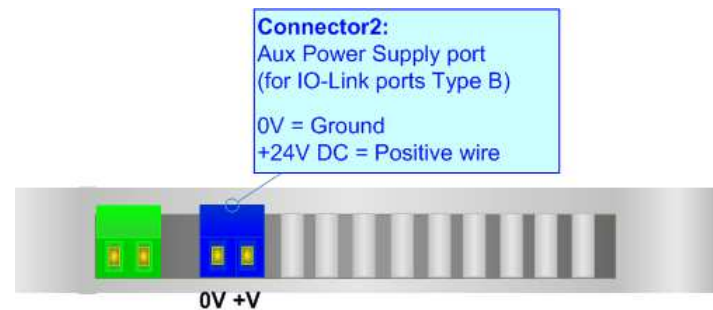 Connector2:
Aux Power Supply port
(for IO-Link ports Type B)
0V = Ground
+24V DC = Positive wire
0V +V